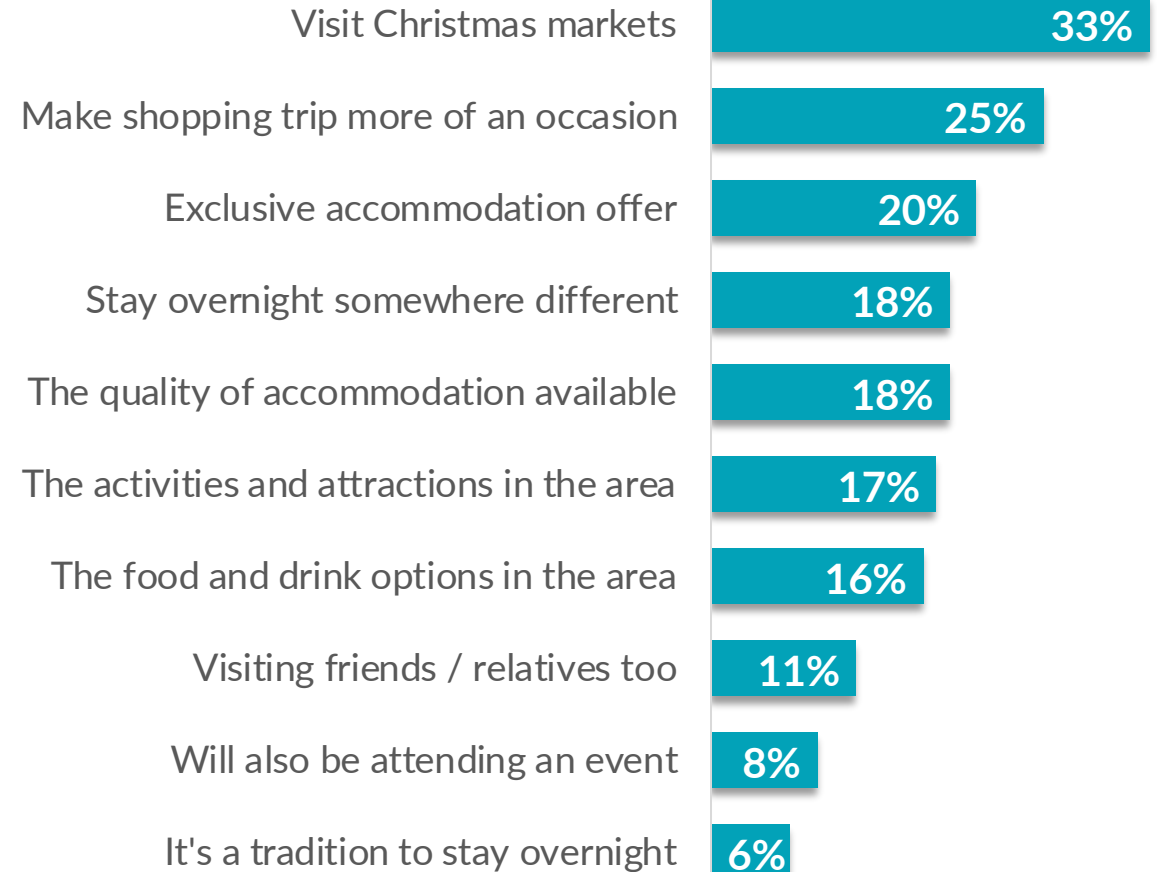 Visit Christmas markets 33%
Make shopping trip more of an occasion 25%
Exclusive accommodation offer 20%
Stay overnight somewhere different 18%
The quality of accommodation available 18%
The activities and attractions in the area 17%
The food and drink options in the area 16%
Visiting friends / relatives too 11%
Will also be attending an event 8%
It's a tradition to stay overnight 6%